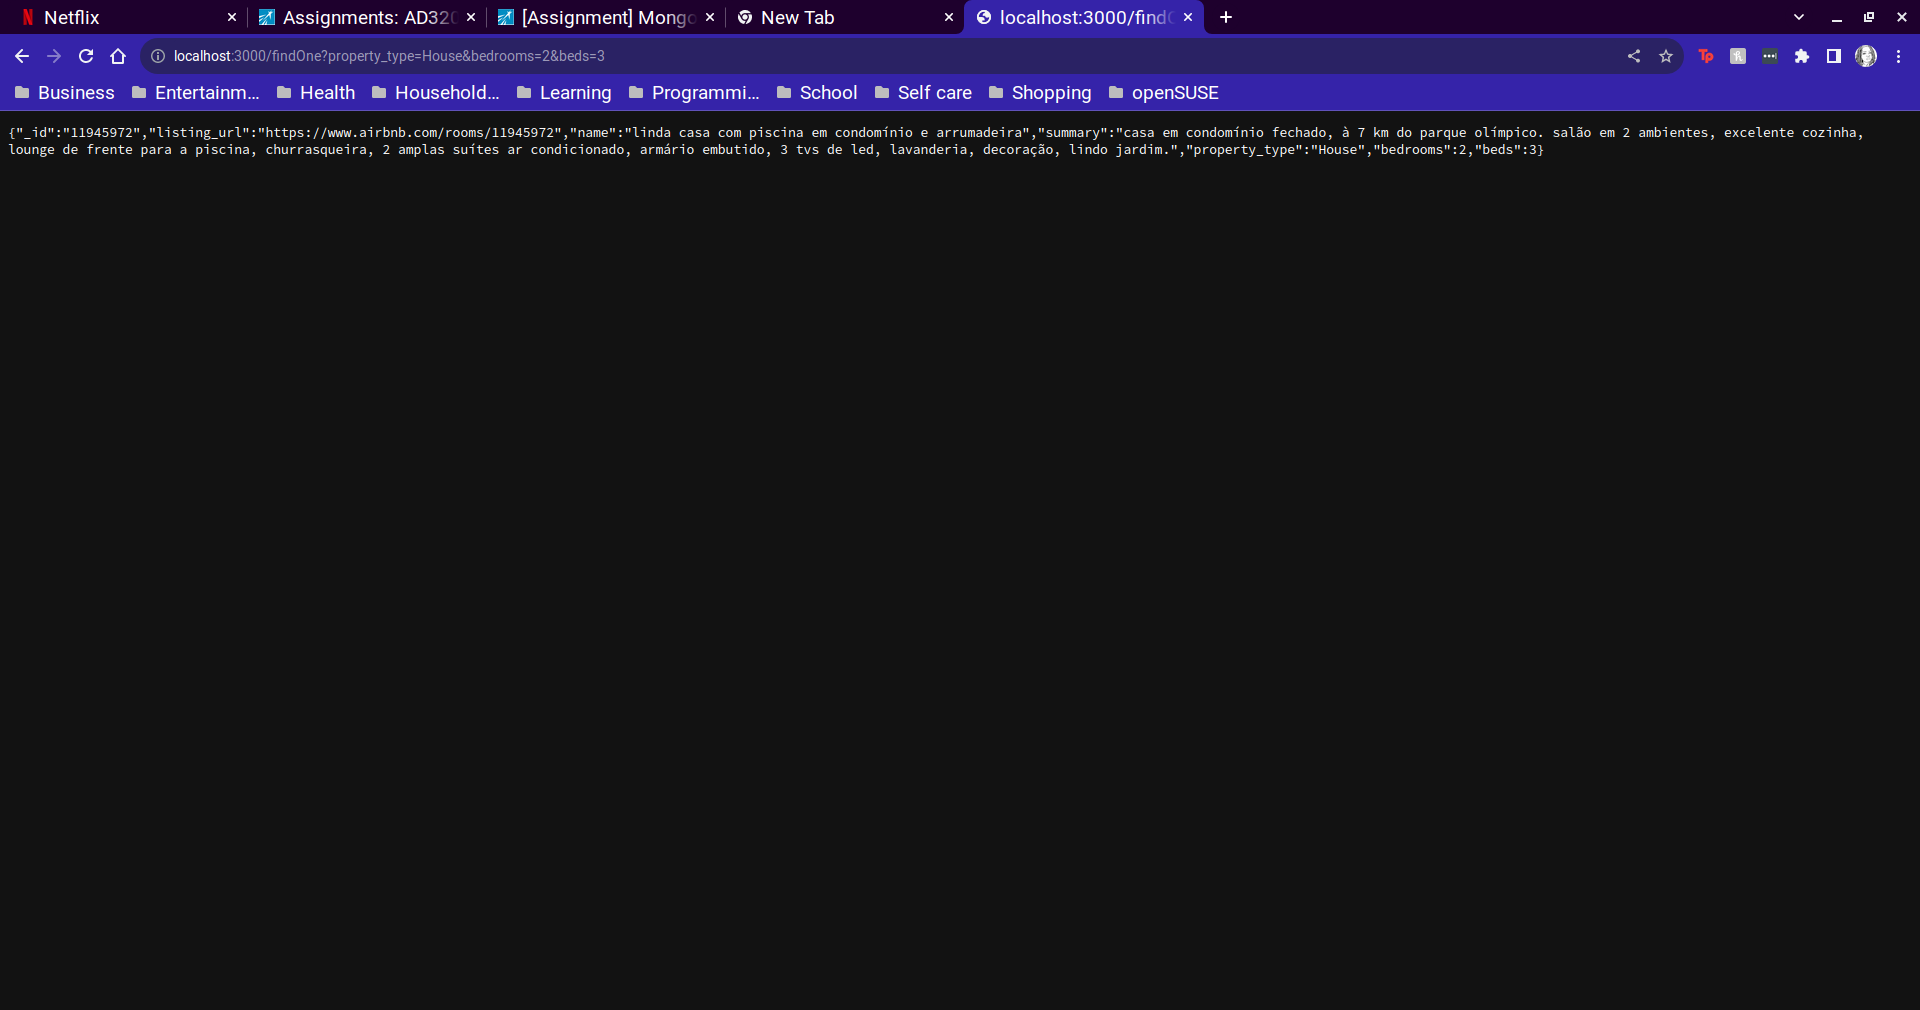 Netflix
Assignments: AD320
[Assignment] Mongo
New Tab
localhost:3000/find
localhost:3000/findOne?property_type=House&bedrooms=2&beds=3
Tp
Business Entertainm... Health Household... Learning Programmi... School Self care Shopping openSUSE
{"_id":"11945972","listing_url":"https://www.airbnb.com/rooms/11945972","name":"linda casa com piscina em condomínio e arrumadeira","summary":"casa em condomínio fechado, à 7 km do parque olímpico. salão em 2 ambientes, excelente cozinha,
lounge de frente para a piscina, churrasqueira, 2 amplas suítes ar condicionado, armário embutido, 3 tvs de led, lavanderia, decoração, lindo jardim.","property_type":"House","bedrooms":2,"beds":3}